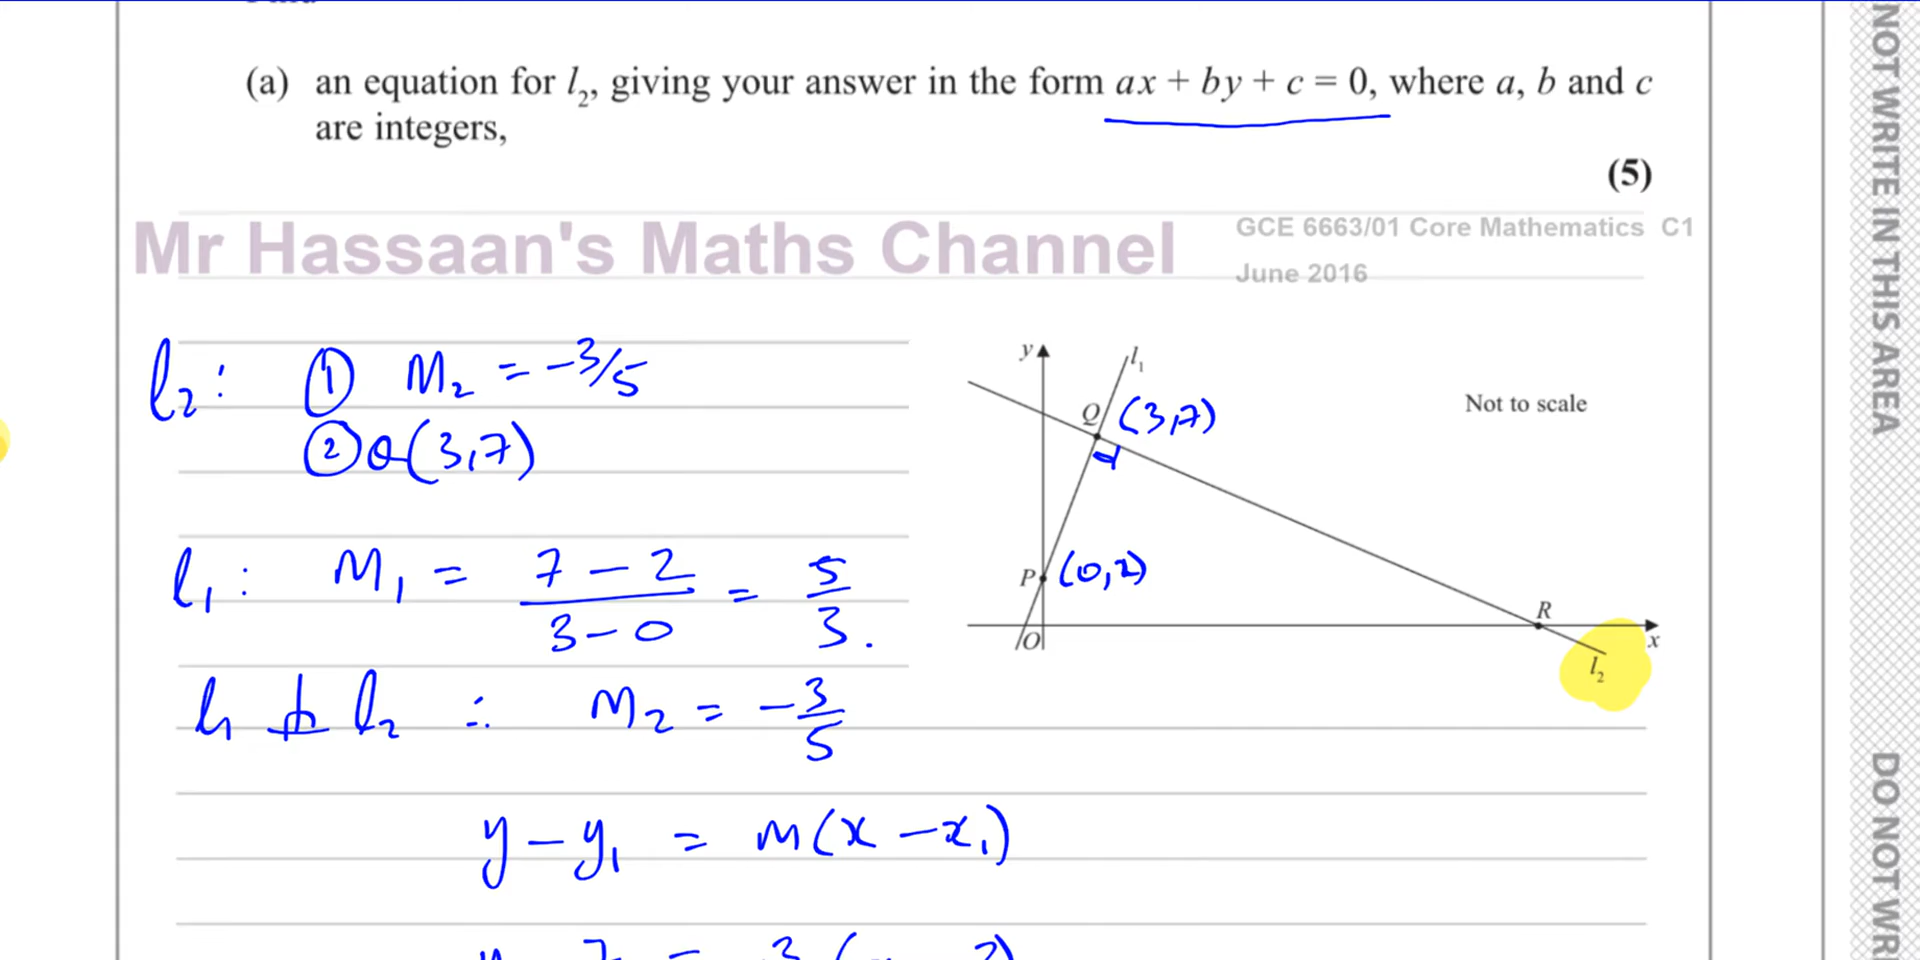 (a) an equation for l₂, giving your answer in the form ax + by + c = 0, where a, b and c
are integers,
(5)
Mr Hassaan's Maths Channel
GCE 6663/01 Core Mathematics C1
June 2016
l₂: ① M₂ = -3/5
② Q(3,7)
l₁: M₁ = (7 - 2)/(3 - 0) = 5/3.
l₁ ⊥ l₂ ∴ M₂ = -3/5
y - y₁ = m(x - x₁)
y
l₁
Q (3,7)
Not to scale
P (0,2)
O
R
x
l₂
NOT WRITE IN THIS AREA
DO NOT WR